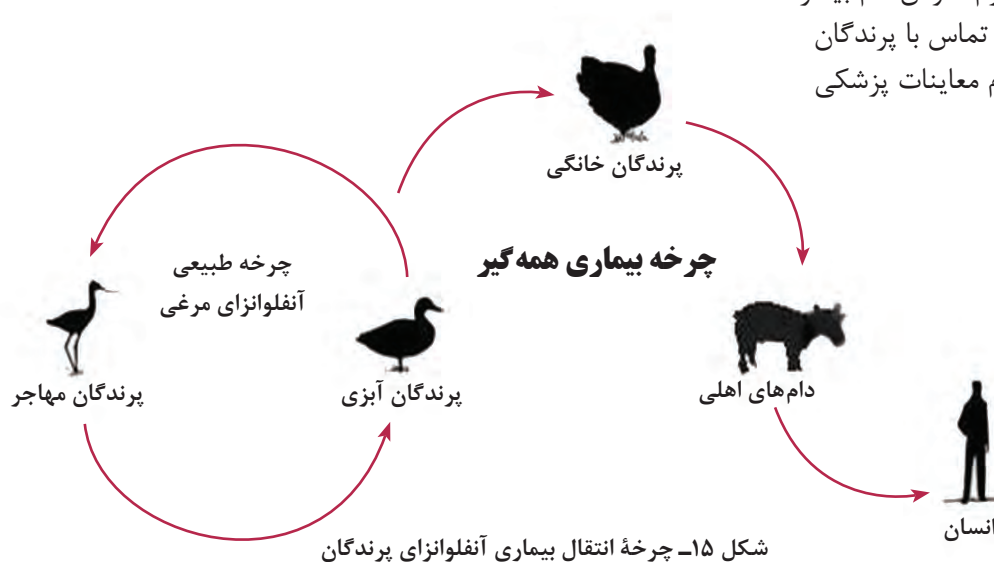 تماس با پرندگان
معاینات پزشکی
پرندگان خانگی
چرخه بیماری همه‌گیر
چرخه طبیعی
آنفلوانزای مرغی
پرندگان مهاجر
پرندگان آبزی
دام‌های اهلی
انسان
شکل ۱۵ــ چرخهٔ انتقال بیماری آنفلوانزای پرندگان